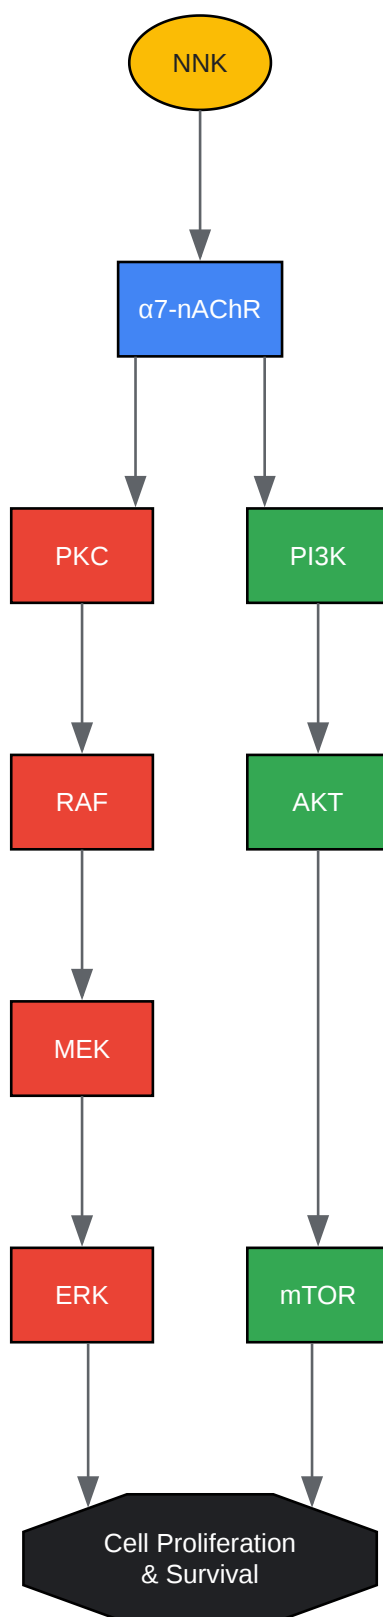 NNK
α7-nAChR
PKC
PI3K
RAF
AKT
MEK
ERK
mTOR
Cell Proliferation
& Survival